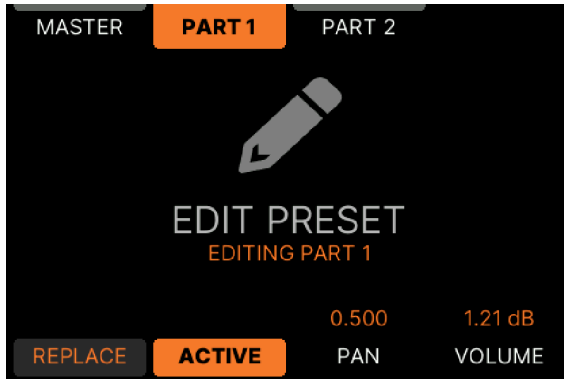 MASTER PART 1 PART 2
EDIT PRESET
EDITING PART 1
0.500 1.21 dB
REPLACE ACTIVE PAN VOLUME